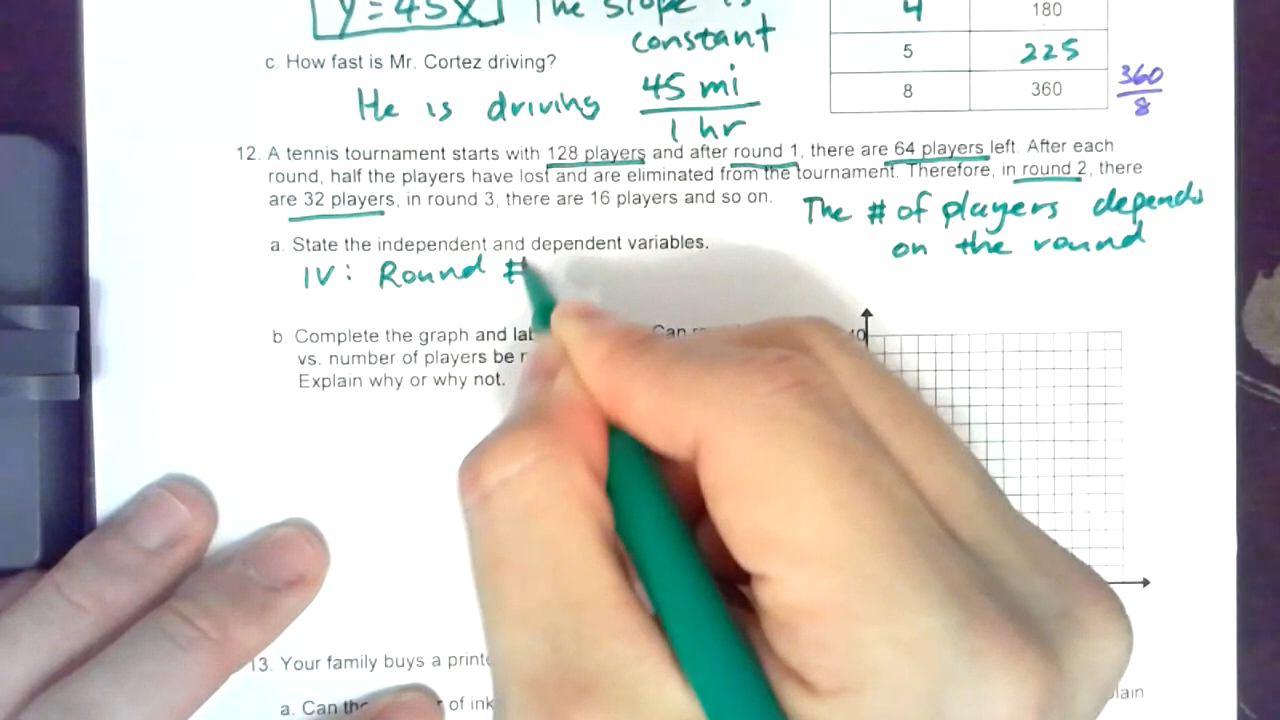 y = 45x The slope is
constant
4 180
c. How fast is Mr. Cortez driving?
5 225
He is driving 45 mi
1 hr
8 360 360
8
12. A tennis tournament starts with 128 players and after round 1, there are 64 players left. After each
round, half the players have lost and are eliminated from the tournament. Therefore, in round 2, there
are 32 players, in round 3, there are 16 players and so on.
The # of players depends
on the round
a. State the independent and dependent variables.
IV: Round #
b Complete the graph and
vs. number of players be
Explain why or why not.
13. Your family buys a
a. Can of ink